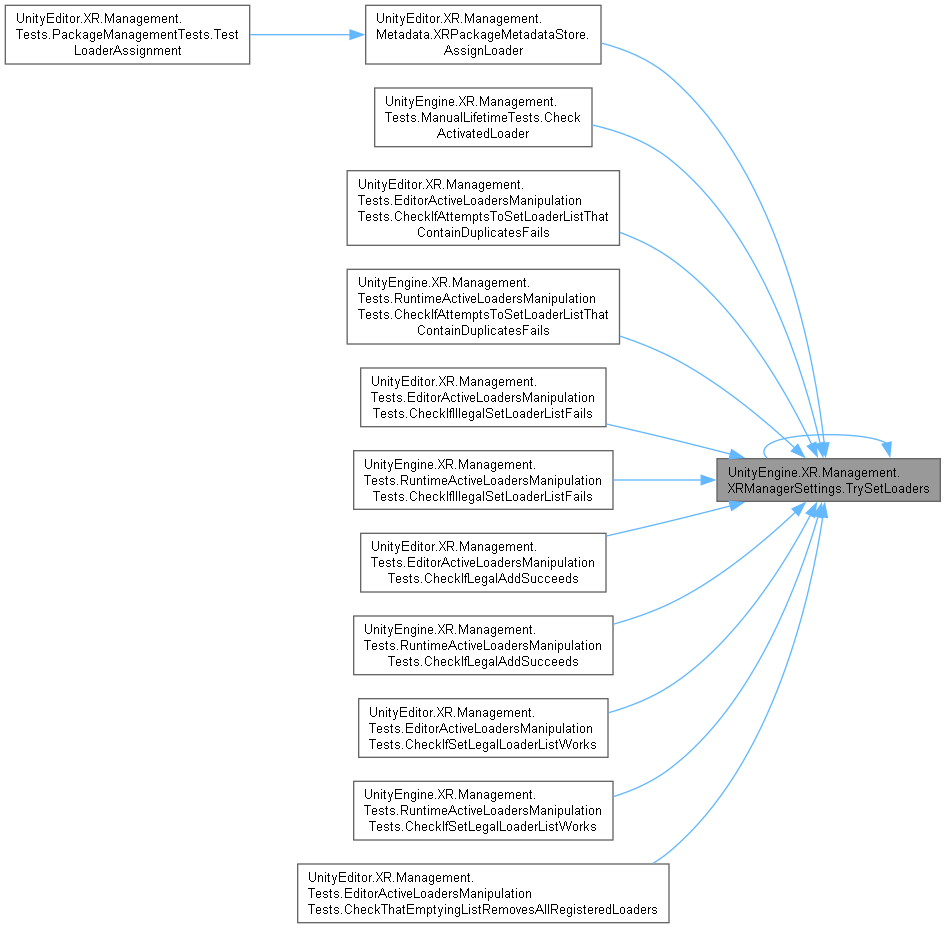 UnityEditor.XR.Management.
Tests.PackageManagementTests.Test
LoaderAssignment
UnityEditor.XR.Management.
Metadata.XRPackageMetadataStore.
AssignLoader
UnityEngine.XR.Management.
Tests.ManualLifetimeTests.Check
ActivatedLoader
UnityEditor.XR.Management.
Tests.EditorActiveLoadersManipulation
Tests.CheckIfAttemptsToSetLoaderListThat
ContainDuplicatesFails
UnityEngine.XR.Management.
Tests.RuntimeActiveLoadersManipulation
Tests.CheckIfAttemptsToSetLoaderListThat
ContainDuplicatesFails
UnityEditor.XR.Management.
Tests.EditorActiveLoadersManipulation
Tests.CheckIfIllegalSetLoaderListFails
UnityEngine.XR.Management.
Tests.RuntimeActiveLoadersManipulation
Tests.CheckIfIllegalSetLoaderListFails
UnityEngine.XR.Management.
XRManagerSettings.TrySetLoaders
UnityEditor.XR.Management.
Tests.EditorActiveLoadersManipulation
Tests.CheckIfLegalAddSucceeds
UnityEngine.XR.Management.
Tests.RuntimeActiveLoadersManipulation
Tests.CheckIfLegalAddSucceeds
UnityEditor.XR.Management.
Tests.EditorActiveLoadersManipulation
Tests.CheckIfSetLegalLoaderListWorks
UnityEngine.XR.Management.
Tests.RuntimeActiveLoadersManipulation
Tests.CheckIfSetLegalLoaderListWorks
UnityEditor.XR.Management.
Tests.EditorActiveLoadersManipulation
Tests.CheckThatEmptyingListRemovesAllRegisteredLoaders